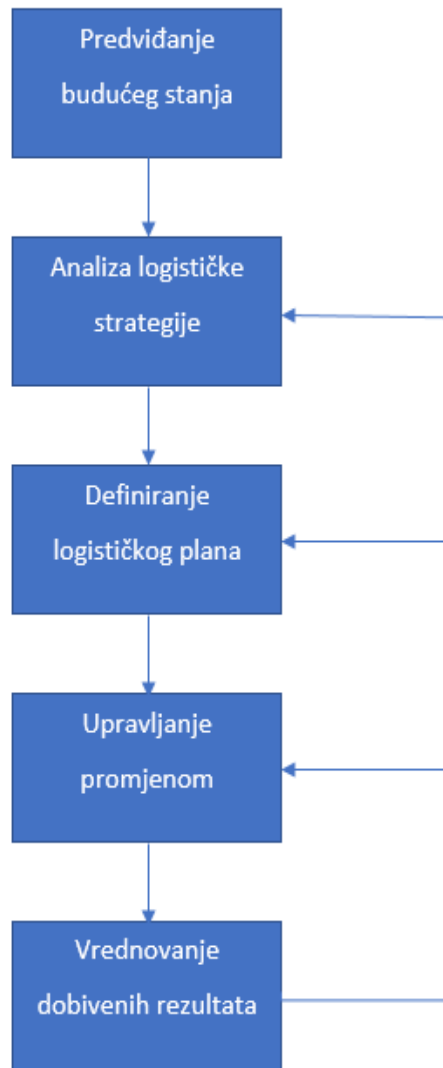 Predviđanje
budućeg stanja
Analiza logističke
strategije
Definiranje
logističkog plana
Upravljanje
promjenom
Vrednovanje
dobivenih rezultata